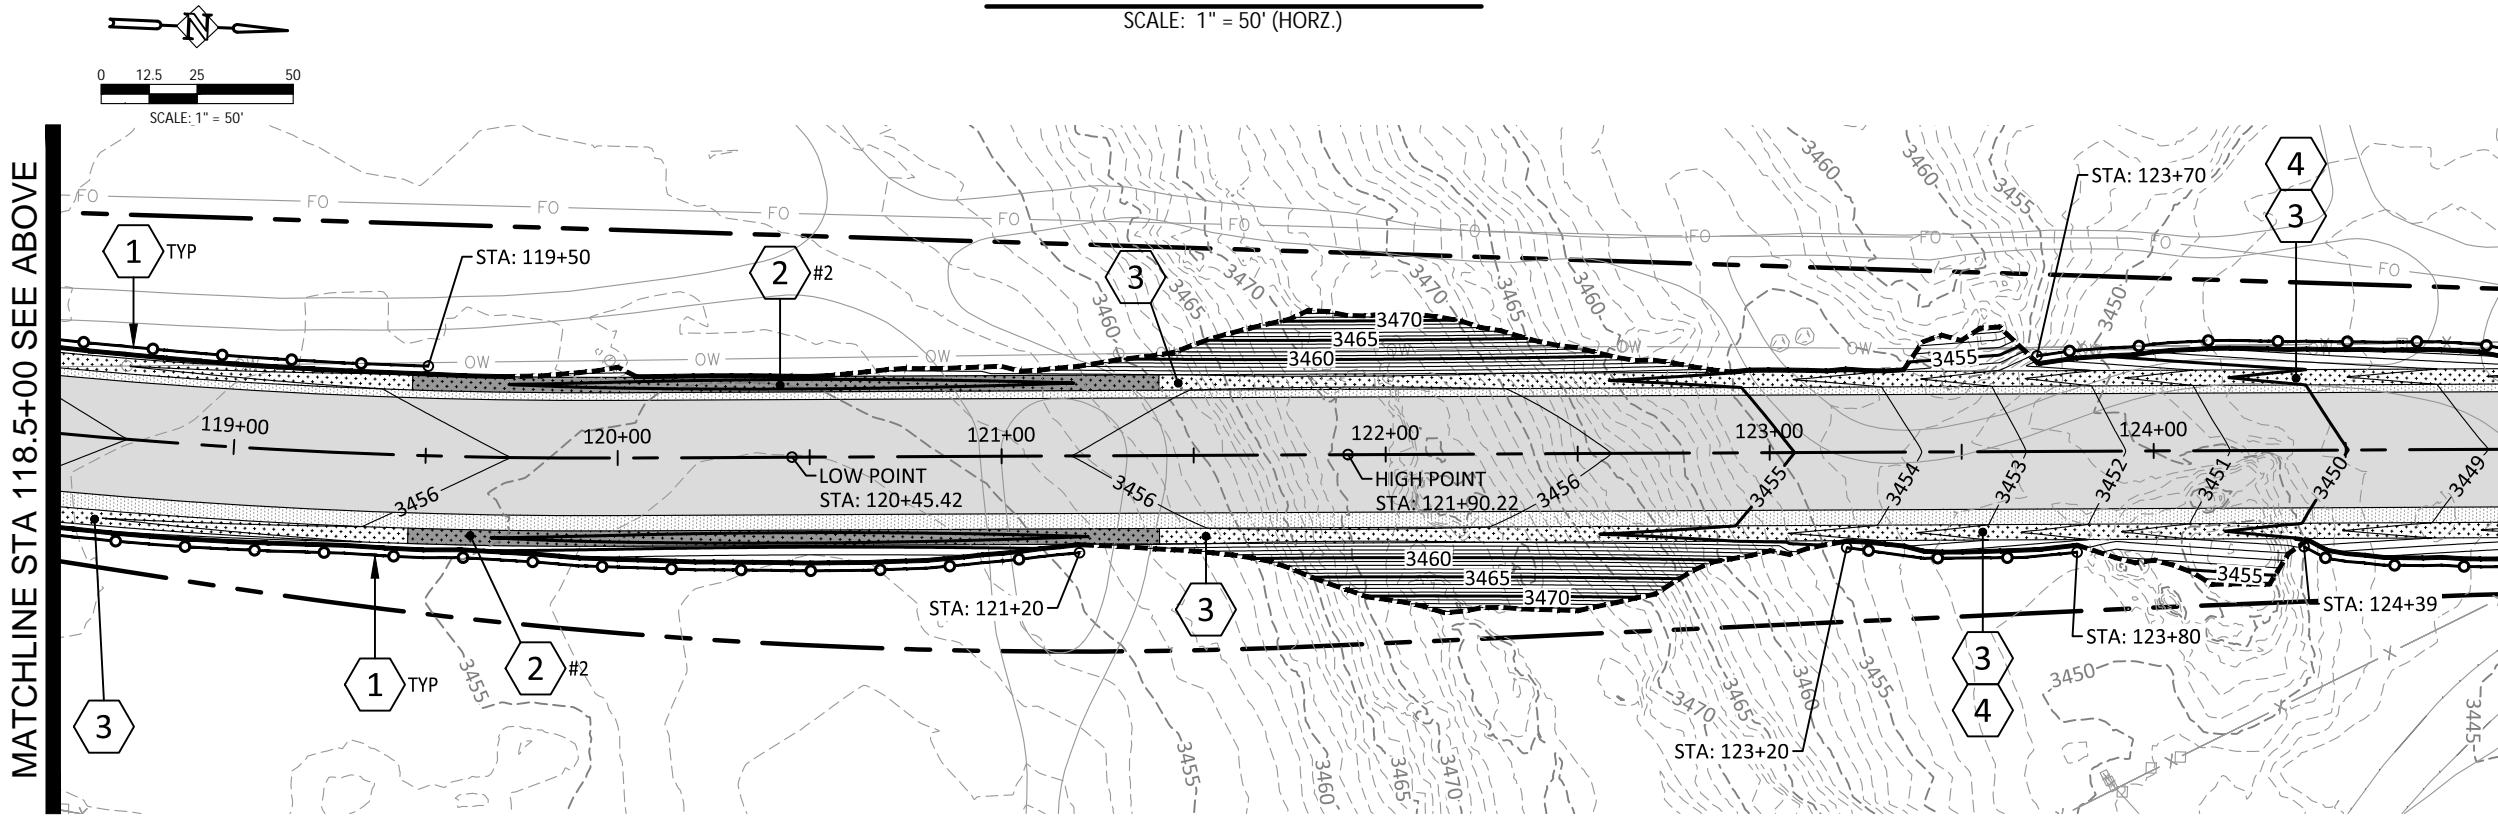 SCALE: 1" = 50' (HORZ.)
N
0 12.5 25 50
SCALE: 1" = 50'
MATCHLINE STA 118.5+00 SEE ABOVE
FO FO FO FO FO FO FO FO FO FO FO
1 TYP
STA: 119+50
2 #2
3
3460
3465
3470
3470
3465
3460
3460
3460
3455
STA: 123+70
4
3
3450
3470
3465
3460
3455
OW OW OW OW OW OW
119+00
120+00
121+00
122+00
123+00
124+00
LOW POINT
STA: 120+45.42
HIGH POINT
STA: 121+90.22
3456
3456
3456
3455
3454
3453
3452
3451
3450
3449
3460
3465
3470
3455
STA: 121+20
3
STA: 124+39
STA: 123+80
1 TYP
2 #2
3
3455
3455
3460
3465
3470
3470
3465
3460
3455
STA: 123+20
3
4
3450
3445
X
X
X